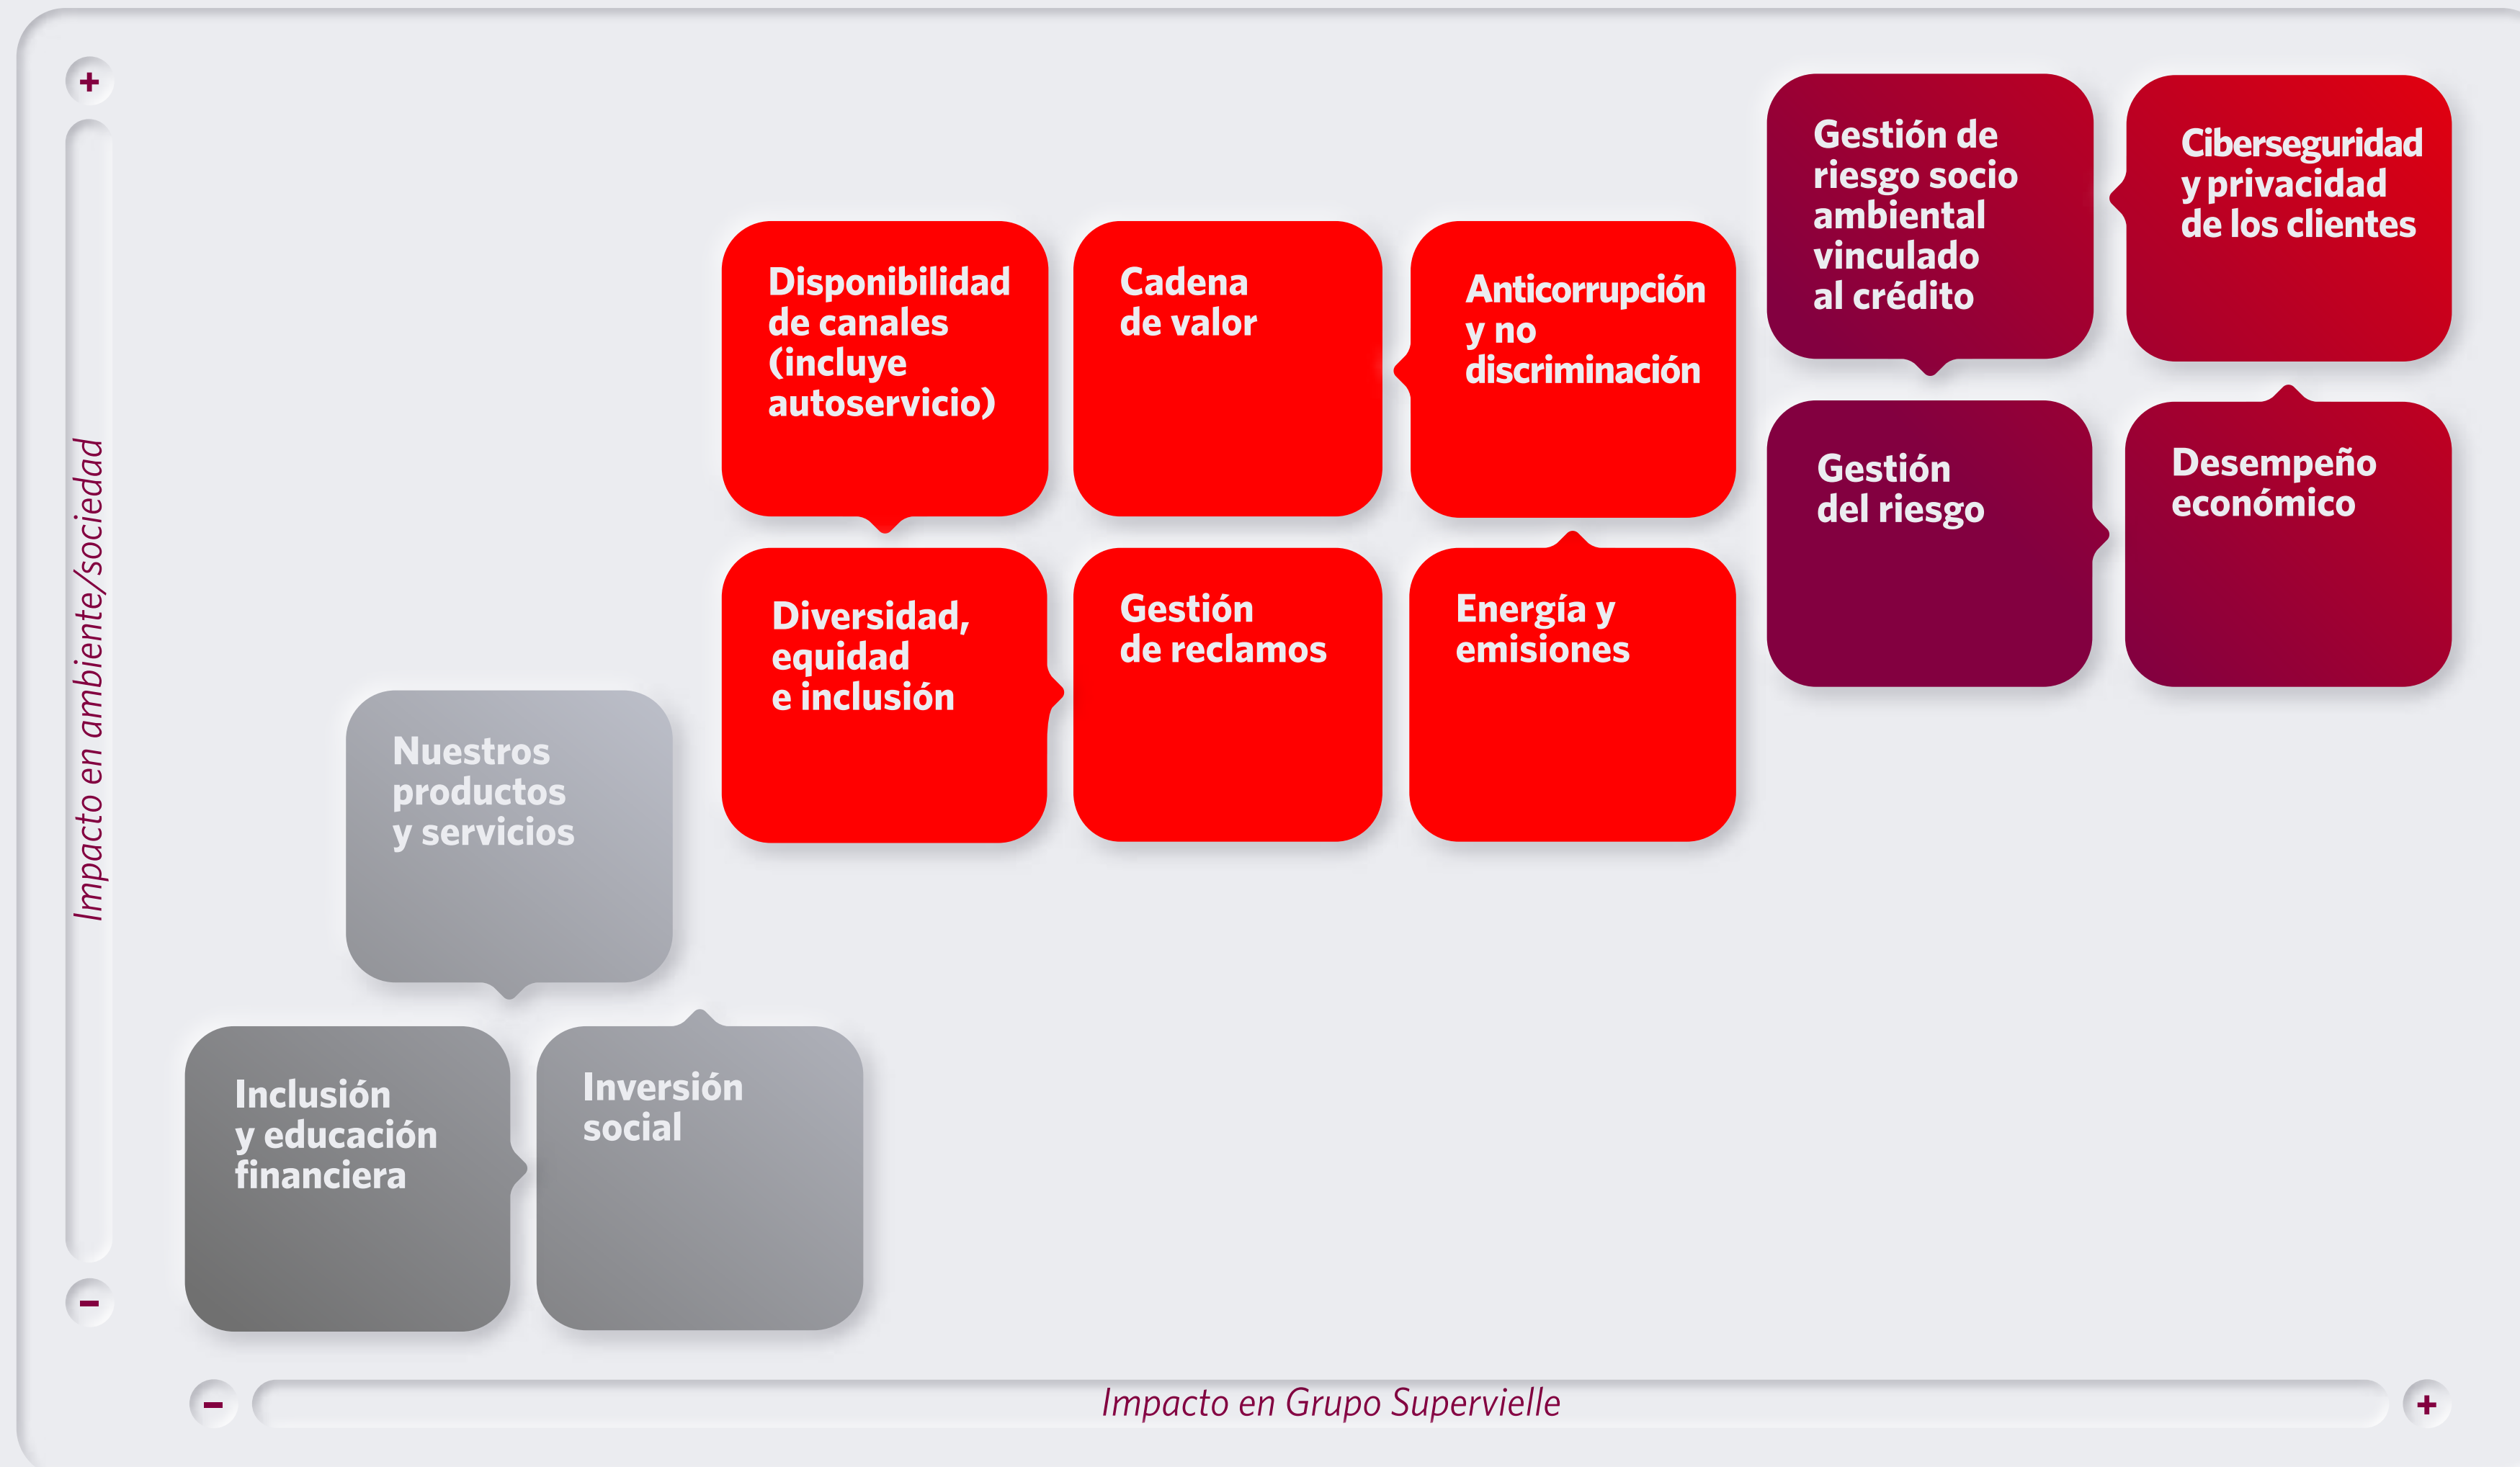 +
Impacto en ambiente/sociedad
–
Gestión de
riesgo socio
ambiental
vinculado
al crédito
Ciberseguridad
y privacidad
de los clientes
Disponibilidad
de canales
(incluye
autoservicio)
Cadena
de valor
Anticorrupción
y no
discriminación
Gestión
del riesgo
Desempeño
económico
Diversidad,
equidad
e inclusión
Gestión
de reclamos
Energía y
emisiones
Nuestros
productos
y servicios
Inclusión
y educación
financiera
Inversión
social
–
Impacto en Grupo Supervielle
+